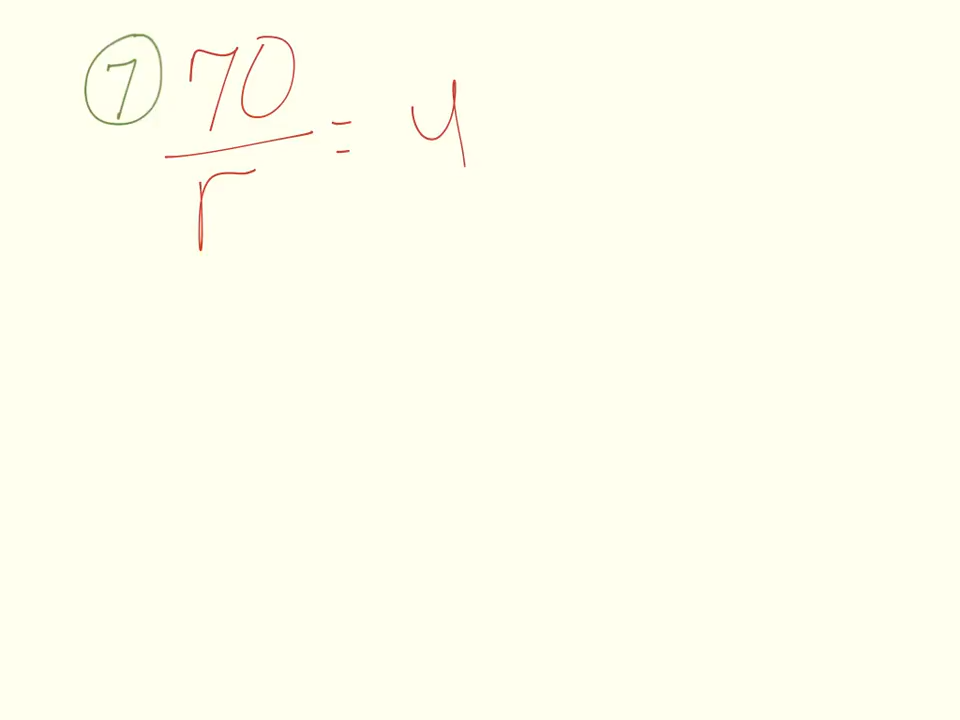 ⑦ 70/r = 4